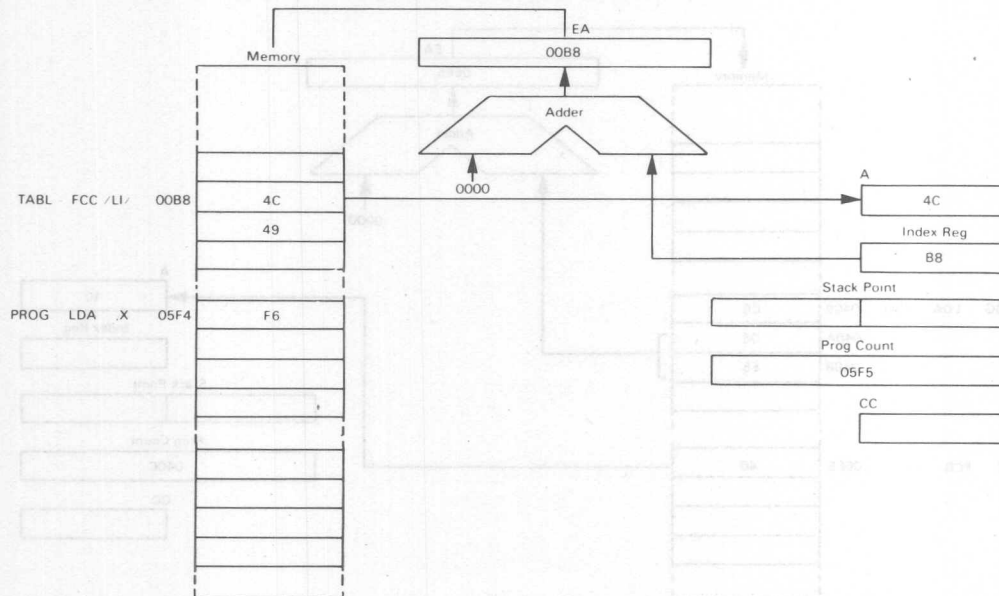 EA
00B8
Memory
Adder
0000
A
TABL FCC /LI/ 00B8 4C 4C
49
Index Reg
B8
Stack Point
PROG LDA ,X 05F4 F6
Prog Count
05F5
CC